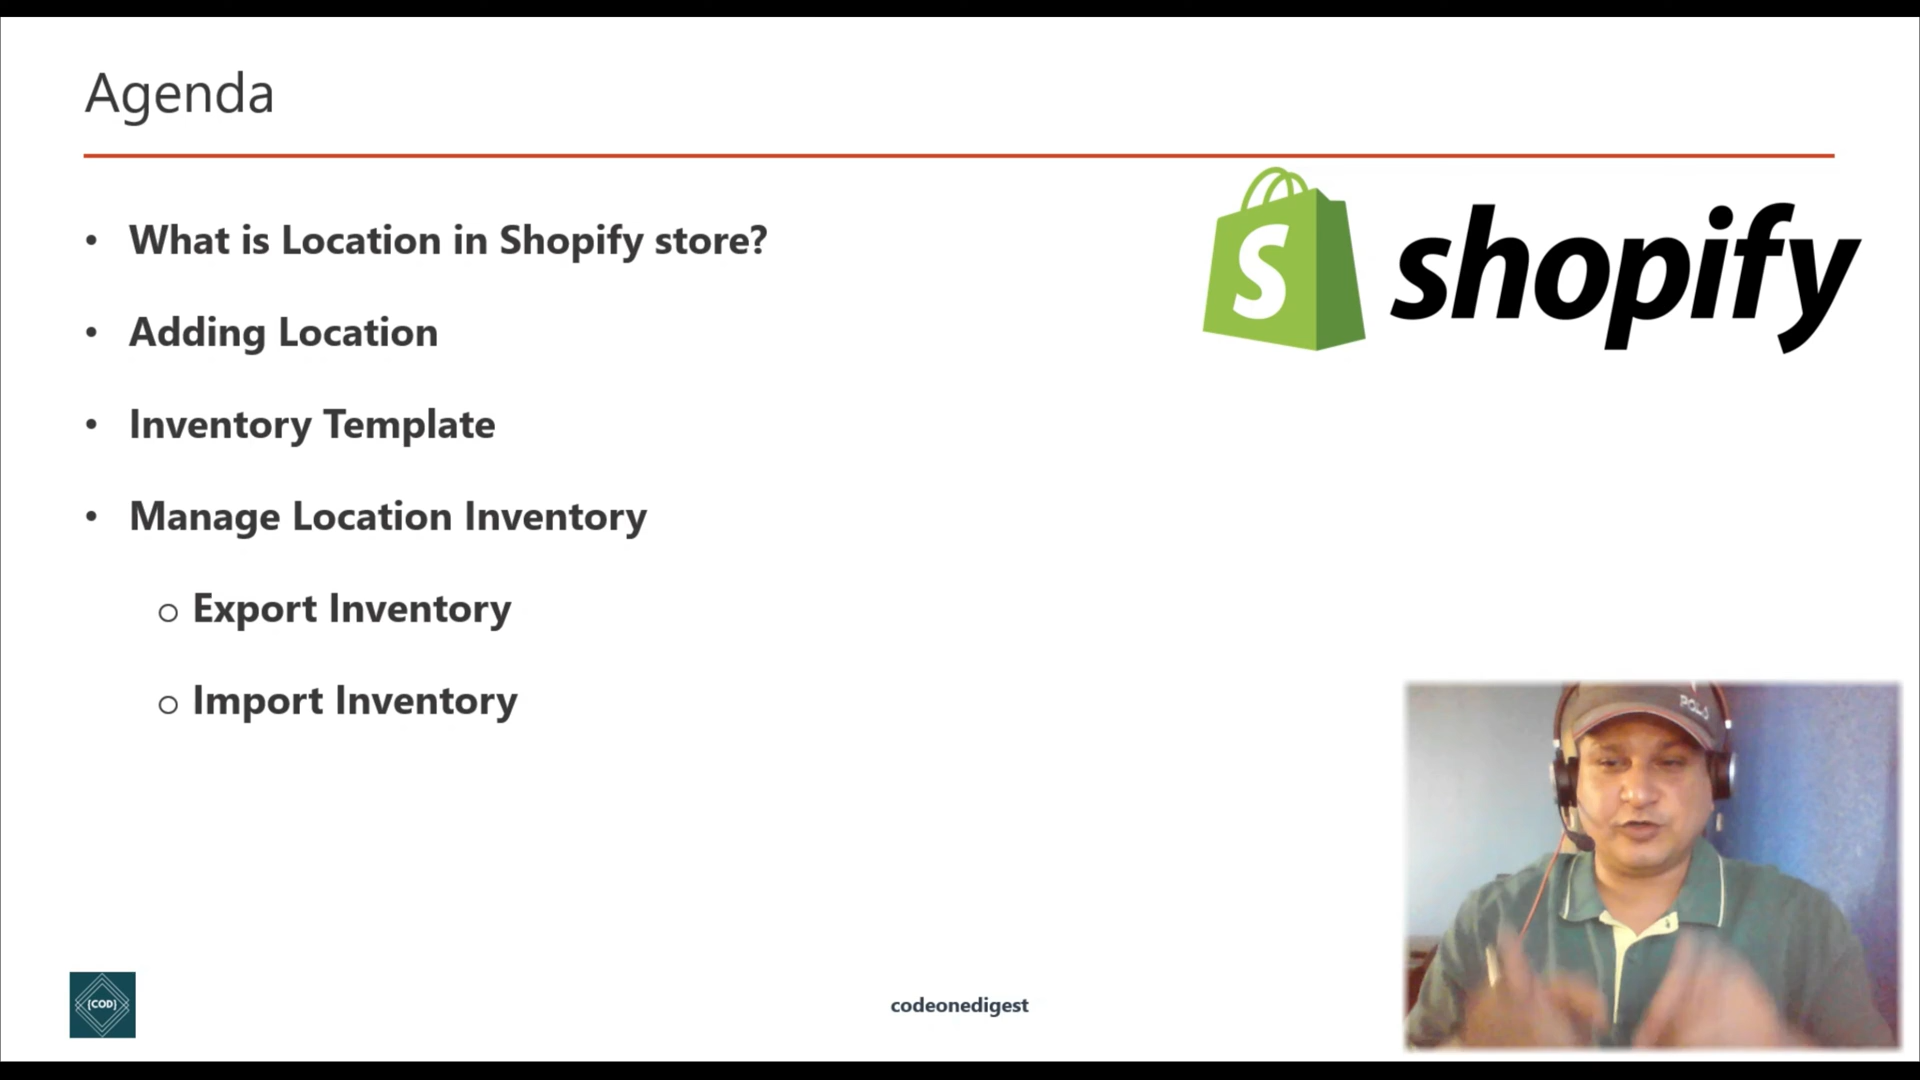 Agenda
• What is Location in Shopify store?
shopify
• Adding Location
• Inventory Template
• Manage Location Inventory
o Export Inventory
o Import Inventory
POLO
{COD}
codeonedigest